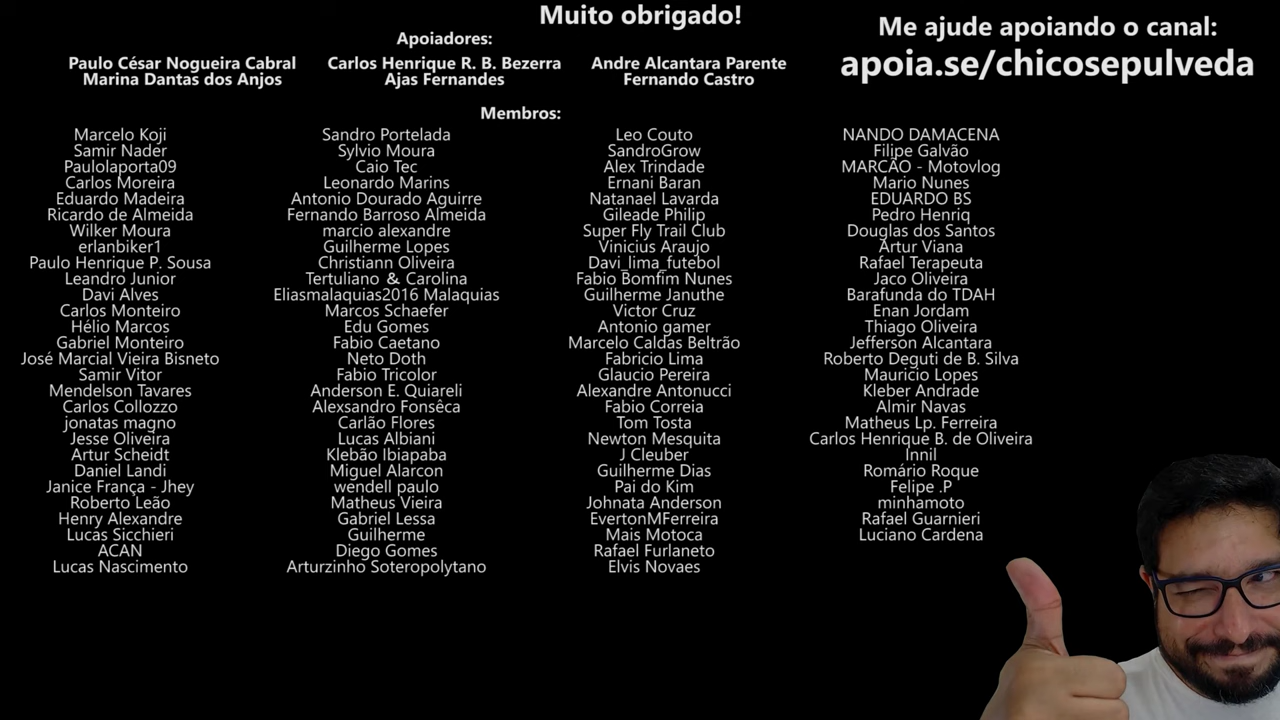 Muito obrigado!
Apoiadores:
Paulo César Nogueira Cabral
Marina Dantas dos Anjos
Carlos Henrique R. B. Bezerra
Ajas Fernandes
Andre Alcantara Parente
Fernando Castro
Me ajude apoiando o canal:
apoia.se/chicosepulveda
Membros:
Marcelo Koji
Samir Nader
Paulolaporta09
Carlos Moreira
Eduardo Madeira
Ricardo de Almeida
Wilker Moura
erlanbiker1
Paulo Henrique P. Sousa
Leandro Junior
Davi Alves
Carlos Monteiro
Hélio Marcos
Gabriel Monteiro
José Marcial Vieira Bisneto
Samir Vitor
Mendelson Tavares
Carlos Collozzo
jonatas magno
Jesse Oliveira
Artur Scheidt
Daniel Landi
Janice França - Jhey
Roberto Leão
Henry Alexandre
Lucas Sicchieri
ACAN
Lucas Nascimento
Sandro Portelada
Sylvio Moura
Caio Tec
Leonardo Marins
Antonio Dourado Aguirre
Fernando Barroso Almeida
marcio alexandre
Guilherme Lopes
Christiann Oliveira
Tertuliano & Carolina
Eliasmalaquias2016 Malaquias
Marcos Schaefer
Edu Gomes
Fabio Caetano
Neto Doth
Fabio Tricolor
Anderson E. Quiareli
Alexsandro Fonsêca
Carlão Flores
Lucas Albiani
Klebão Ibiapaba
Miguel Alarcon
wendell paulo
Matheus Vieira
Gabriel Lessa
Guilherme
Diego Gomes
Arturzinho Soteropolytano
Leo Couto
SandroGrow
Alex Trindade
Ernani Baran
Natanael Lavarda
Gileade Philip
Super Fly Trail Club
Vinicius Araujo
Davi_lima_futebol
Fabio Bomfim Nunes
Guilherme Januthe
Victor Cruz
Antonio gamer
Marcelo Caldas Beltrão
Fabricio Lima
Glaucio Pereira
Alexandre Antonucci
Fabio Correia
Tom Tosta
Newton Mesquita
J Cleuber
Guilherme Dias
Pai do Kim
Johnata Anderson
EvertonMFerreira
Mais Motoca
Rafael Furlaneto
Elvis Novaes
NANDO DAMACENA
Filipe Galvão
MARCÃO - Motovlog
Mario Nunes
EDUARDO BS
Pedro Henriq
Douglas dos Santos
Artur Viana
Rafael Terapeuta
Jaco Oliveira
Barafunda do TDAH
Enan Jordam
Thiago Oliveira
Jefferson Alcantara
Roberto Deguti de B. Silva
Mauricio Lopes
Kleber Andrade
Almir Navas
Matheus Lp. Ferreira
Carlos Henrique B. de Oliveira
Innil
Romário Roque
Felipe .P
minhamoto
Rafael Guarnieri
Luciano Cardena